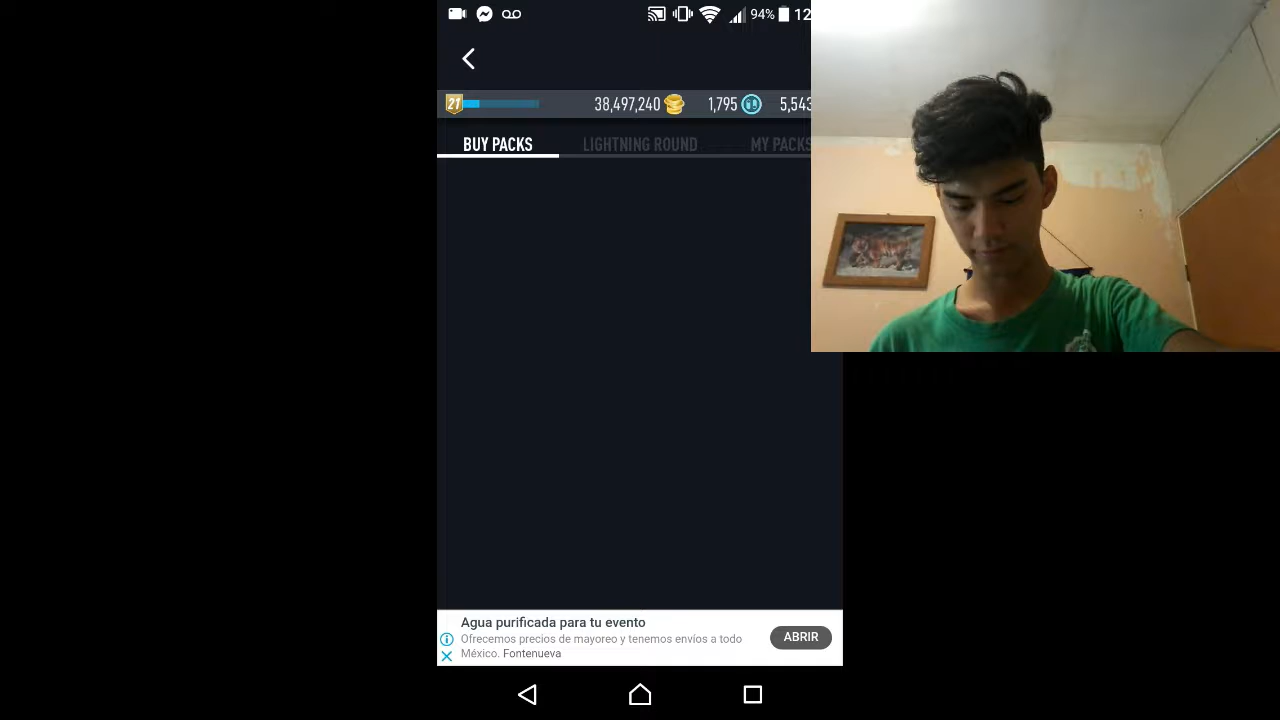 94% 12
21 38,497,240 1,795 5,543
BUY PACKS LIGHTNING ROUND MY PACKS
Agua purificada para tu evento
Ofrecemos precios de mayoreo y tenemos envíos a todo
México. Fontenueva
ABRIR